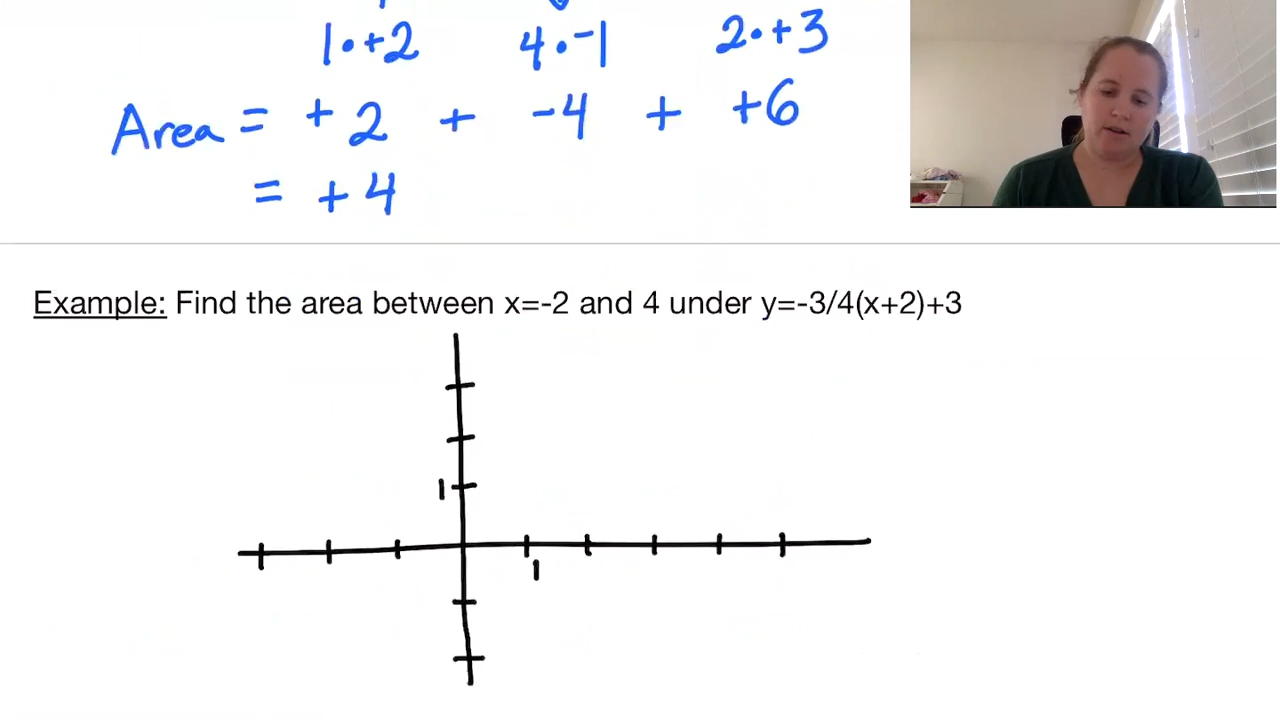 1•+2 4•-1 2•+3
Area = +2 + -4 + +6
= +4
Example: Find the area between x=-2 and 4 under y=-3/4(x+2)+3
1
1